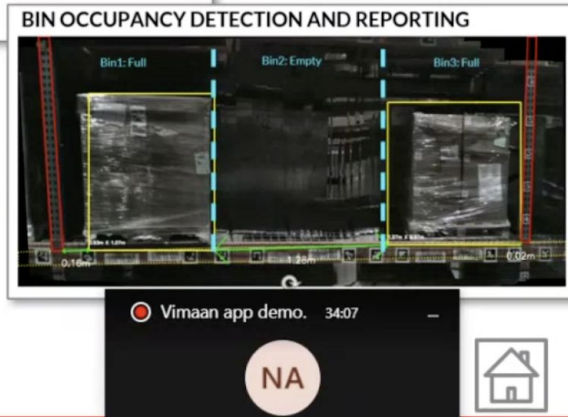 BIN OCCUPANCY DETECTION AND REPORTING
Bin1: Full
Bin2: Empty
Bin3: Full
0.16m
1.26m
0.02m
Vimaan app demo. 34:07
NA